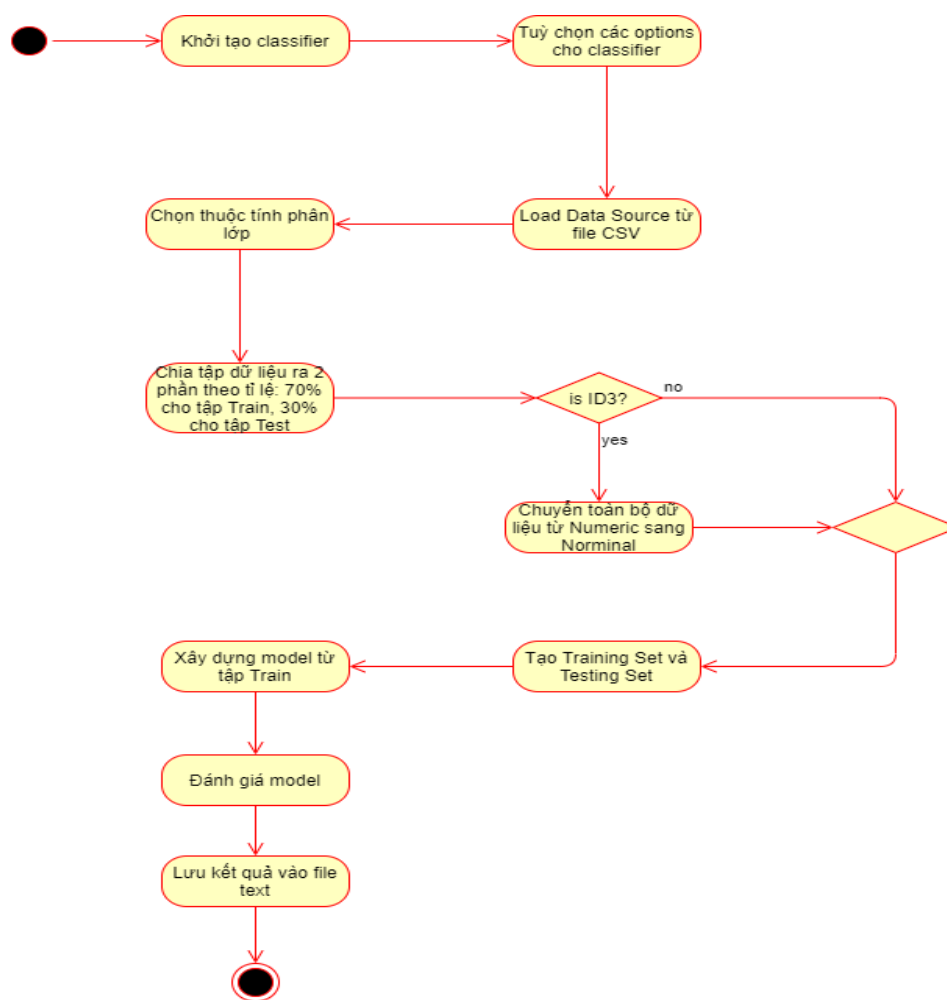 Khởi tạo classifier
Tuỳ chọn các options
cho classifier
Load Data Source từ
file CSV
Chọn thuộc tính phân
lớp
Chia tập dữ liệu ra 2
phần theo tỉ lệ: 70%
cho tập Train, 30%
cho tập Test
is ID3?
no
yes
Chuyển toàn bộ dữ
liệu từ Numeric sang
Norminal
Tạo Training Set và
Testing Set
Xây dựng model từ
tập Train
Đánh giá model
Lưu kết quả vào file
text